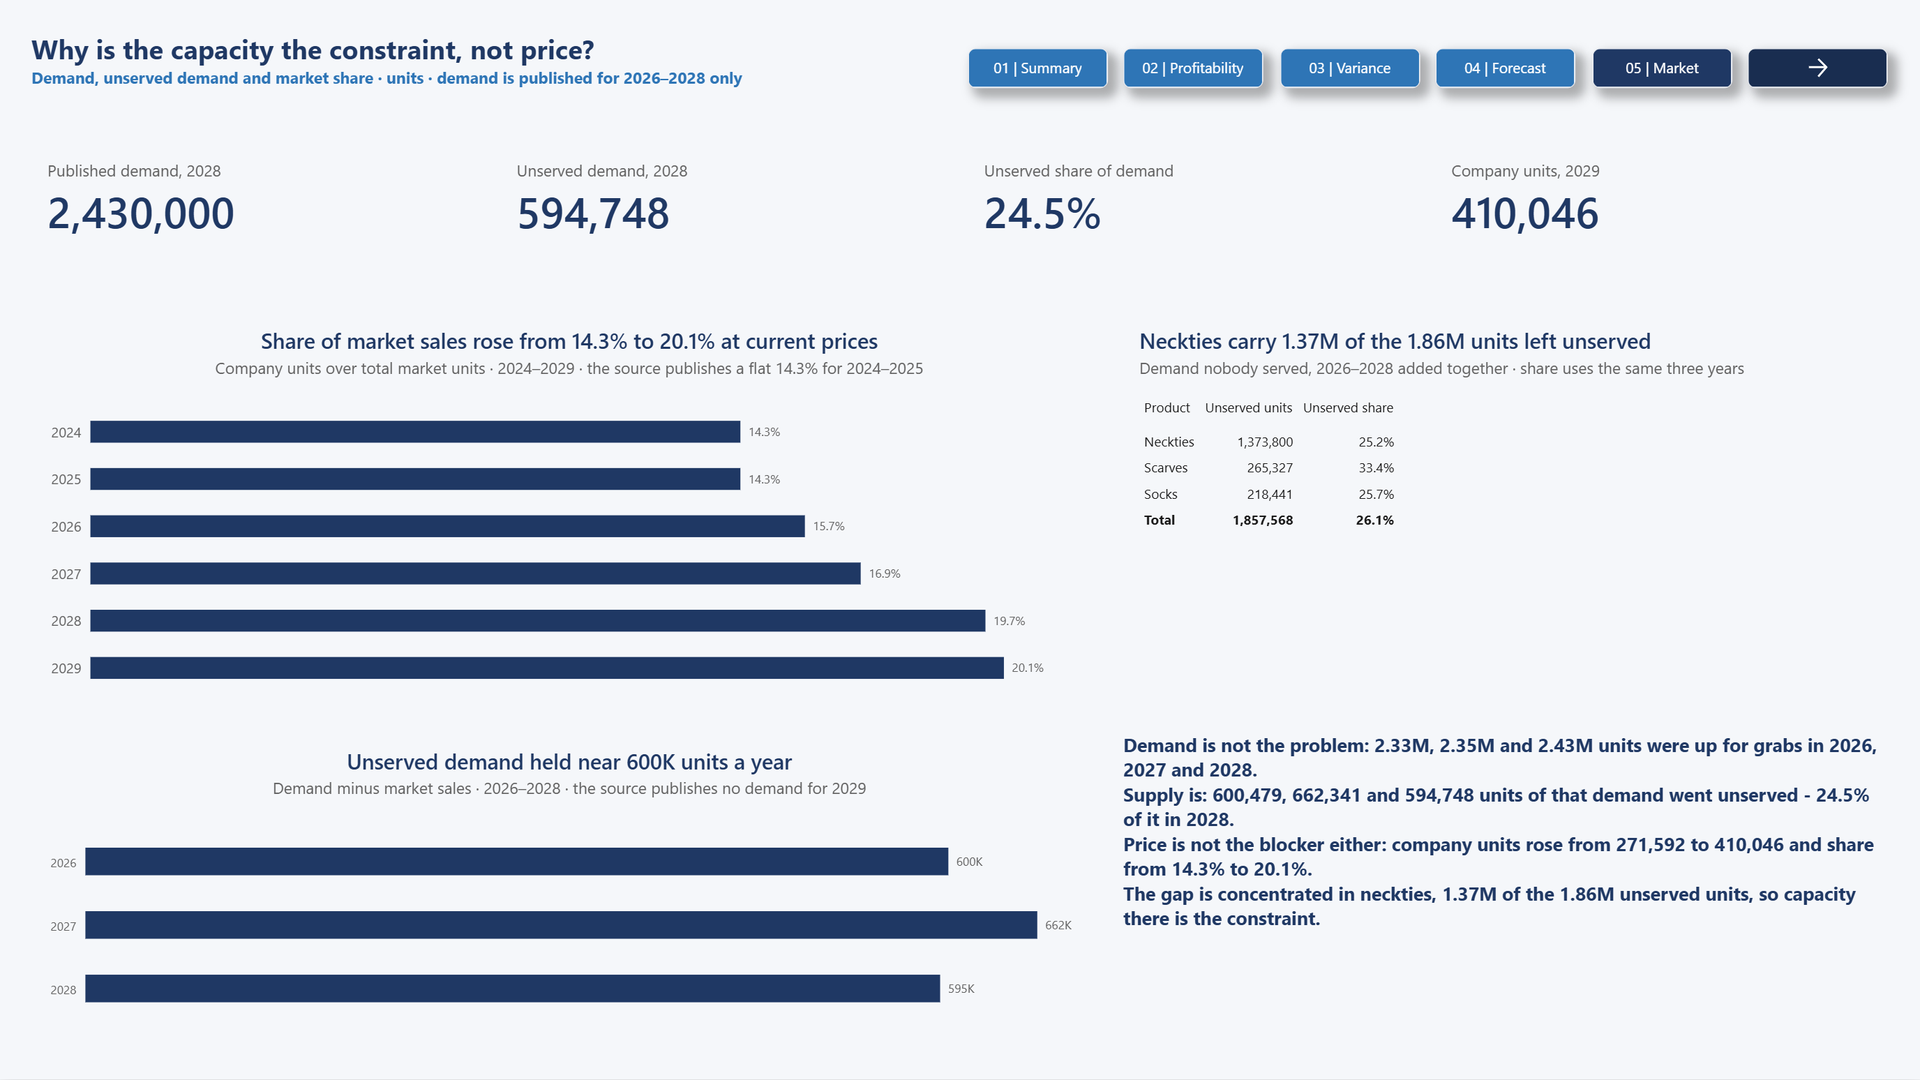 Why is the capacity the constraint, not price?
Demand, unserved demand and market share · units · demand is published for 2026–2028 only
01 | Summary
02 | Profitability
03 | Variance
04 | Forecast
05 | Market
→
Published demand, 2028
2,430,000
Unserved demand, 2028
594,748
Unserved share of demand
24.5%
Company units, 2029
410,046
Share of market sales rose from 14.3% to 20.1% at current prices
Company units over total market units · 2024–2029 · the source publishes a flat 14.3% for 2024–2025
2024 14.3%
2025 14.3%
2026 15.7%
2027 16.9%
2028 19.7%
2029 20.1%
Neckties carry 1.37M of the 1.86M units left unserved
Demand nobody served, 2026–2028 added together · share uses the same three years
Product Unserved units Unserved share
Neckties 1,373,800 25.2%
Scarves 265,327 33.4%
Socks 218,441 25.7%
Total 1,857,568 26.1%
Unserved demand held near 600K units a year
Demand minus market sales · 2026–2028 · the source publishes no demand for 2029
2026 600K
2027 662K
2028 595K
Demand is not the problem: 2.33M, 2.35M and 2.43M units were up for grabs in 2026,
2027 and 2028.
Supply is: 600,479, 662,341 and 594,748 units of that demand went unserved - 24.5%
of it in 2028.
Price is not the blocker either: company units rose from 271,592 to 410,046 and share
from 14.3% to 20.1%.
The gap is concentrated in neckties, 1.37M of the 1.86M unserved units, so capacity
there is the constraint.